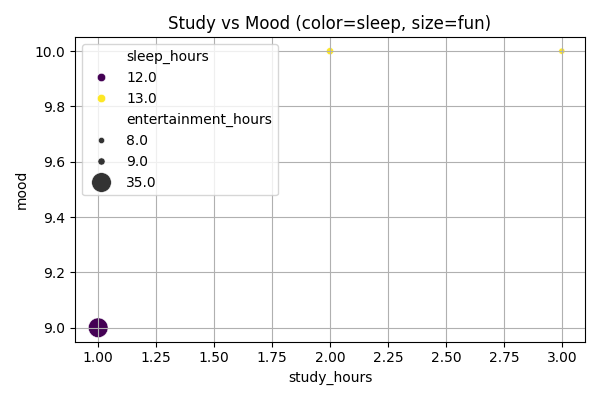 Study vs Mood (color=sleep, size=fun)
sleep_hours
12.0
13.0
entertainment_hours
8.0
9.0
35.0
mood
10.0
9.8
9.6
9.4
9.2
9.0
1.00 1.25 1.50 1.75 2.00 2.25 2.50 2.75 3.00
study_hours